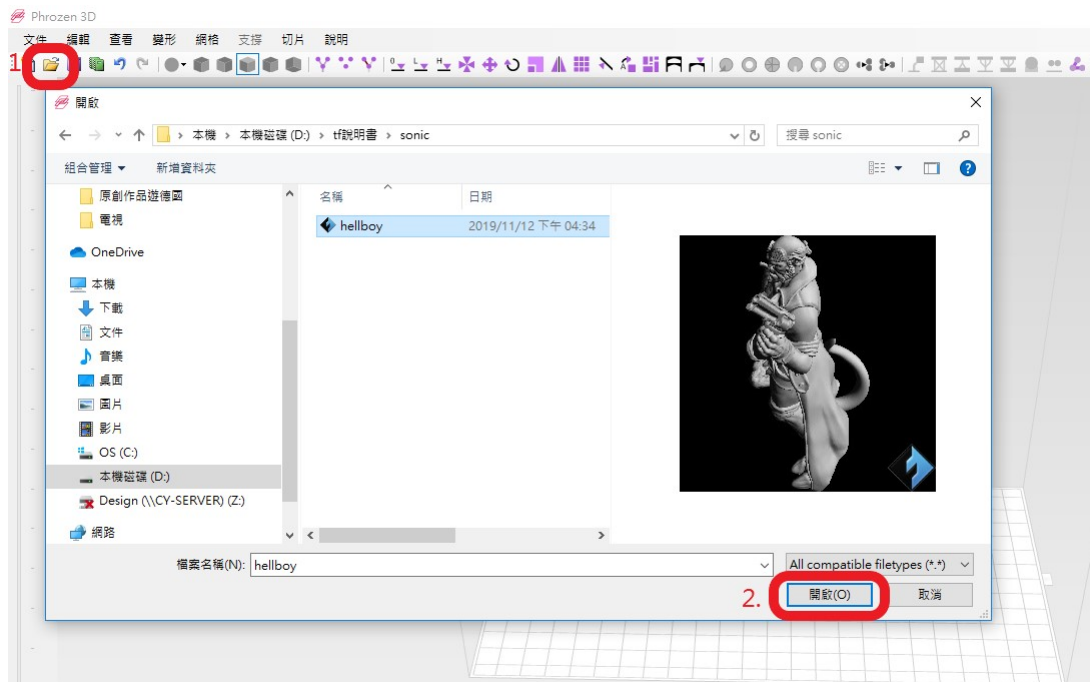 Phrozen 3D
文件 編輯 查看 變形 網格 支撐 切片 說明
1
開啟
本機 › 本機磁碟 (D:) › tf說明書 › sonic
搜尋 sonic
組合管理 新增資料夾
原創作品遊德國
電視
OneDrive
本機
下載
文件
音樂
桌面
圖片
影片
OS (C:)
本機磁碟 (D:)
Design (\\CY-SERVER) (Z:)
網路
名稱 日期
hellboy 2019/11/12 下午 04:34
檔案名稱(N): hellboy
All compatible filetypes (*.*)
2. 開啟(O) 取消